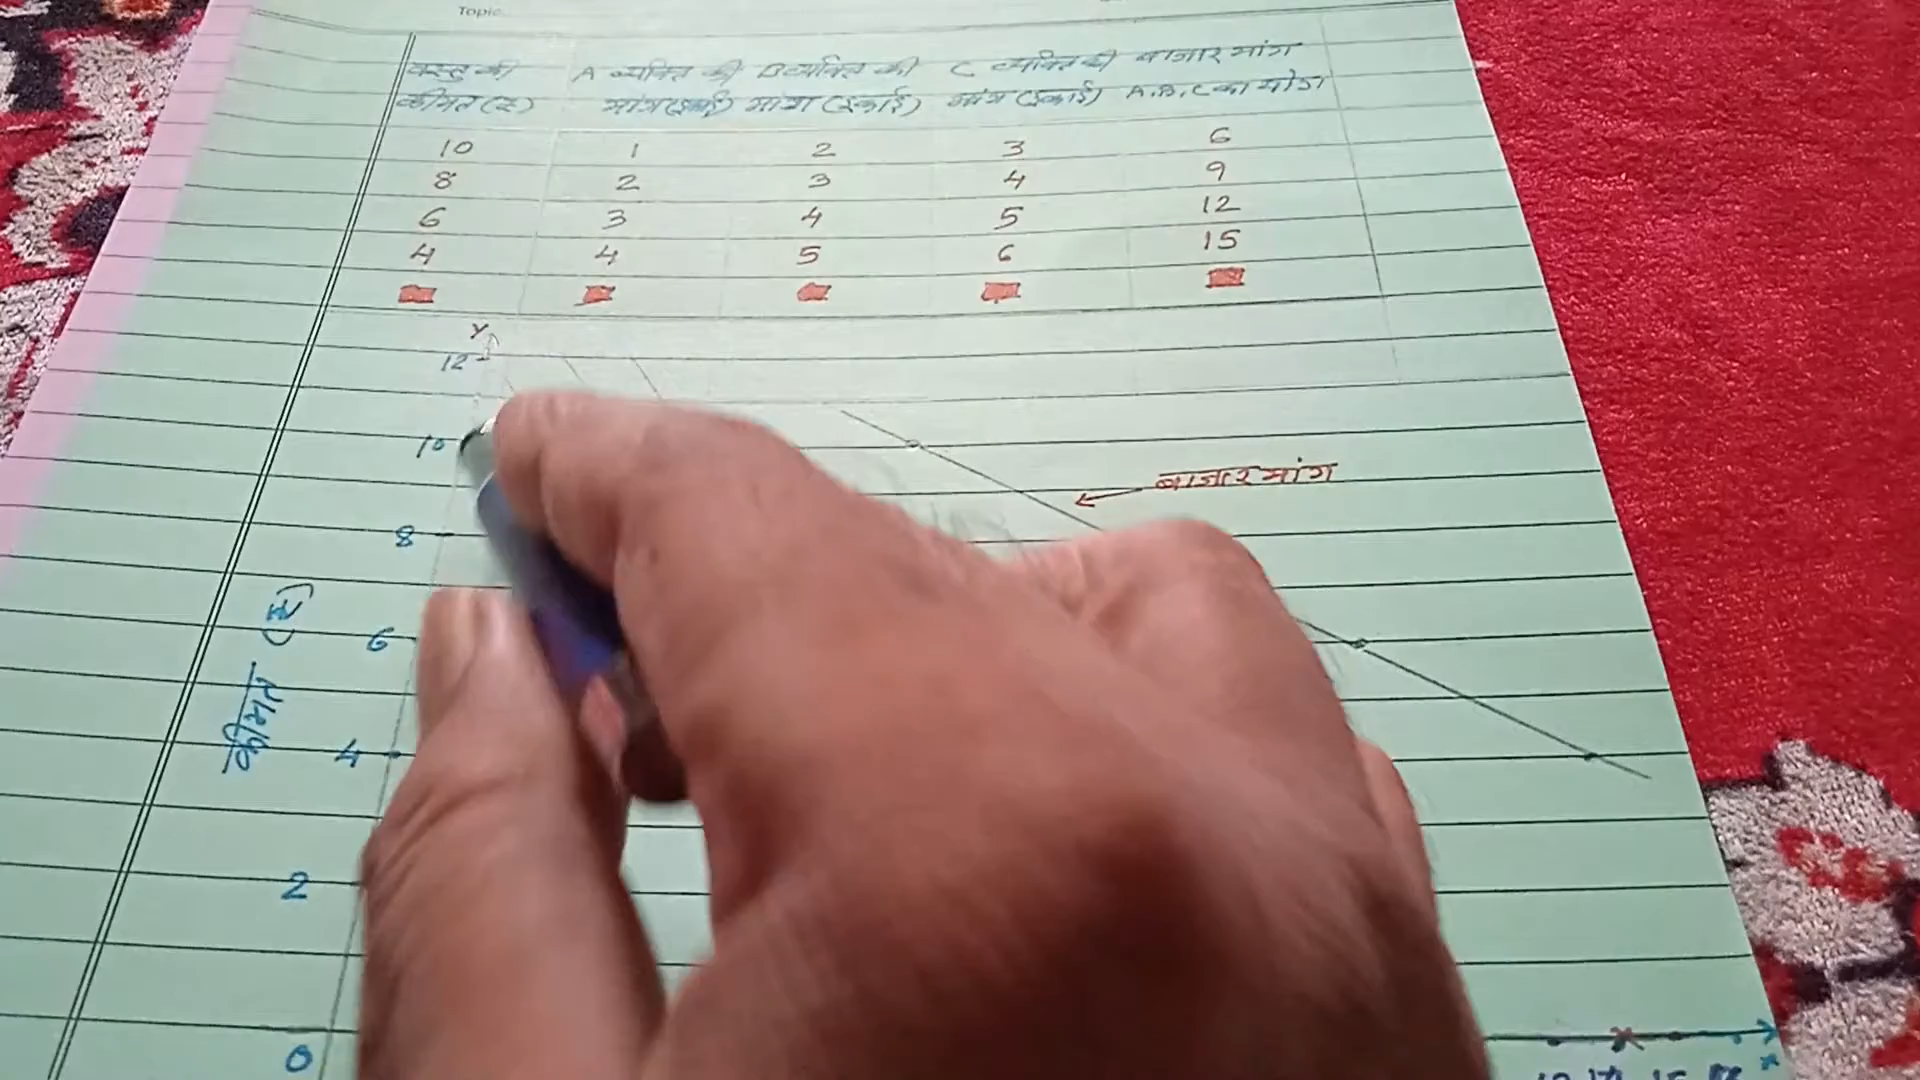 Topic
वस्तु की A व्यक्ति की B व्यक्ति की C व्यक्ति की बाजार मांग
कीमत (रु) मांग (इकाई) मांग (इकाई) मांग (इकाई) A,B,C का योग
10 1 2 3 6
8 2 3 4 9
6 3 4 5 12
4 4 5 6 15
Y
12
10
बाजार मांग
8
6
कीमत (रु)
4
2
0
x